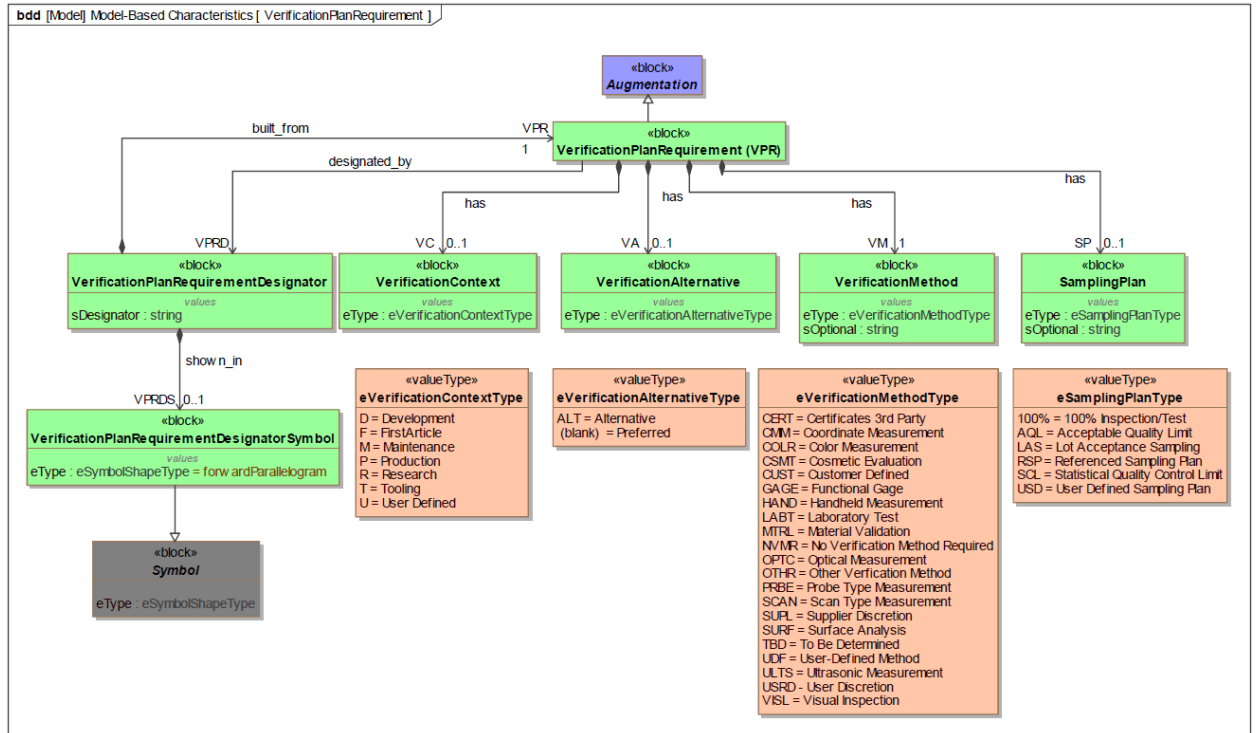 bdd [Model] Model-Based Characteristics [ VerificationPlanRequirement ]
«block»
Augmentation
built_from
VPR
1
«block»
VerificationPlanRequirement (VPR)
designated_by
has
has
has
has
VPRD
VC 0..1
VA 0..1
VM 1
SP 0..1
«block»
VerificationPlanRequirementDesignator
values
sDesignator : string
«block»
VerificationContext
values
eType : eVerificationContextType
«block»
VerificationAlternative
values
eType : eVerificationAlternativeType
«block»
VerificationMethod
values
eType : eVerificationMethodType
sOptional : string
«block»
SamplingPlan
values
eType : eSamplingPlanType
sOptional : string
shown_in
VPRDS 0..1
«block»
VerificationPlanRequirementDesignatorSymbol
values
eType : eSymbolShapeType = forwardParallelogram
«block»
Symbol
eType : eSymbolShapeType
«valueType»
eVerificationContextType
D = Development
F = FirstArticle
M = Maintenance
P = Production
R = Research
T = Tooling
U = User Defined
«valueType»
eVerificationAlternativeType
ALT = Alternative
(blank) = Preferred
«valueType»
eVerificationMethodType
CERT = Certificates 3rd Party
CMM = Coordinate Measurement
COLR = Color Measurement
CSMT = Cosmetic Evaluation
CUST = Customer Defined
GAGE = Functional Gage
HAND = Handheld Measurement
LABT = Laboratory Test
MTRL = Material Validation
NVMR = No Verification Method Required
OPTC = Optical Measurement
OTHR = Other Verfication Method
PRBE = Probe Type Measurement
SCAN = Scan Type Measurement
SUPL = Supplier Discretion
SURF = Surface Analysis
TBD = To Be Determined
UDF = User-Defined Method
ULTS = Ultrasonic Measurement
USRD - User Discretion
VISL = Visual Inspection
«valueType»
eSamplingPlanType
100% = 100% Inspection/Test
AQL = Acceptable Quality Limit
LAS = Lot Acceptance Sampling
RSP = Referenced Sampling Plan
SCL = Statistical Quality Control Limit
USD = User Defined Sampling Plan